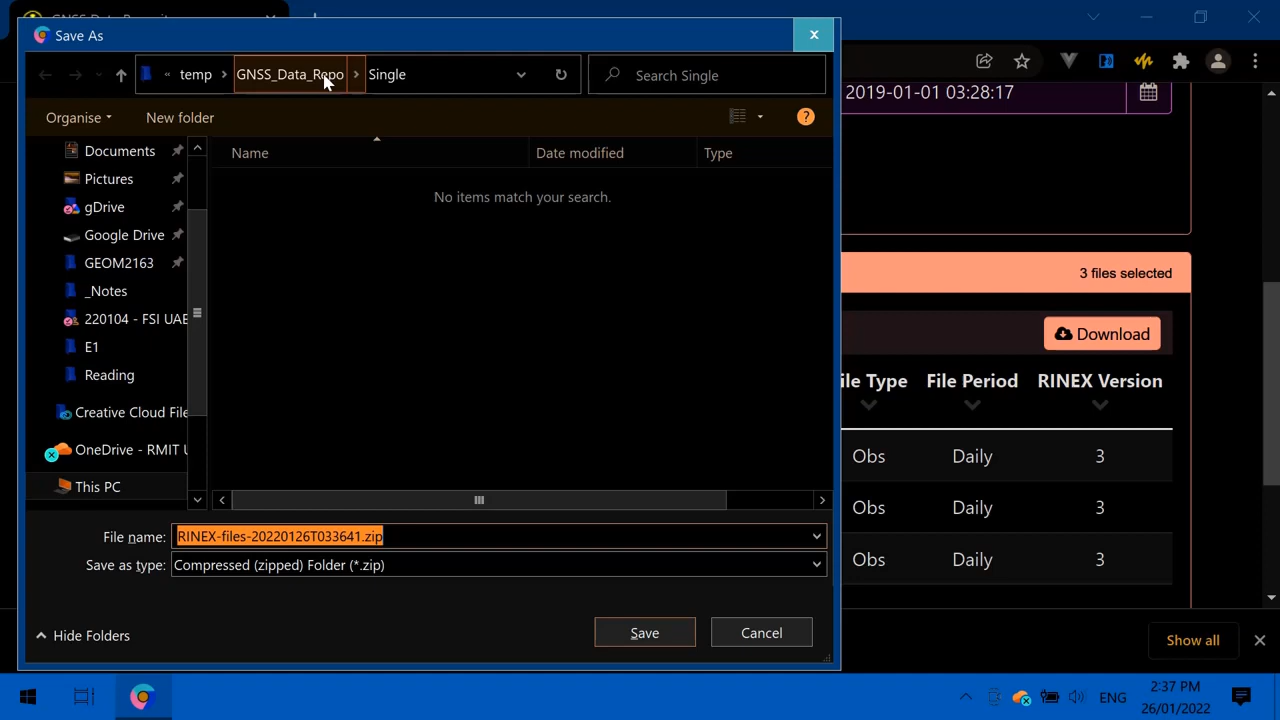 Save As
« temp > GNSS_Data_Repo > Single
Search Single
2019-01-01 03:28:17
Organise
New folder
Documents
Pictures
gDrive
Google Drive
GEOM2163
_Notes
220104 - FSI UAE
E1
Reading
Creative Cloud File
OneDrive - RMIT U
This PC
Name
Date modified
Type
No items match your search.
3 files selected
Download
ile Type
File Period
RINEX Version
Obs
Daily
3
Obs
Daily
3
Obs
Daily
3
File name:
RINEX-files-20220126T033641.zip
Save as type:
Compressed (zipped) Folder (*.zip)
Hide Folders
Save
Cancel
Show all
ENG
2:37 PM
26/01/2022